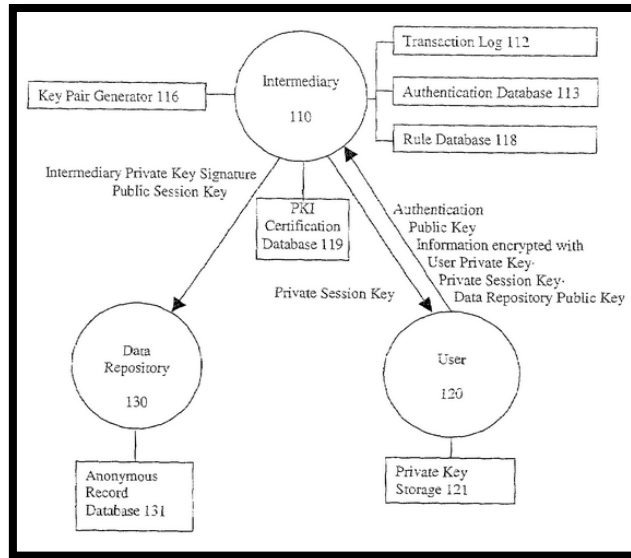 Transaction Log 112
Intermediary
110
Key Pair Generator 116
Authentication Database 113
Rule Database 118
Intermediary Private Key Signature
Public Session Key
PKI
Certification
Database 119
Authentication
Public Key
Information encrypted with
User Private Key-
Private Session Key-
Data Repository Public Key
Private Session Key
Data
Repository
130
User
120
Anonymous
Record
Database 131
Private Key
Storage 121